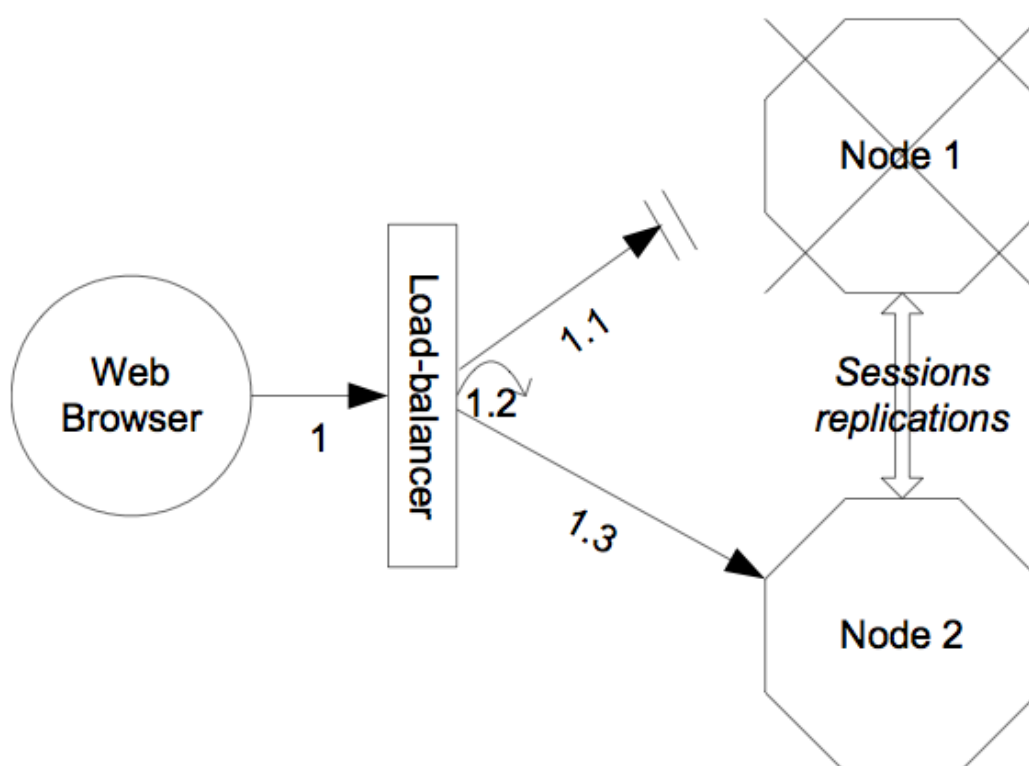 Node 1
Web
Browser
1
Load-balancer
1.1
1.2
1.3
Sessions
replications
Node 2